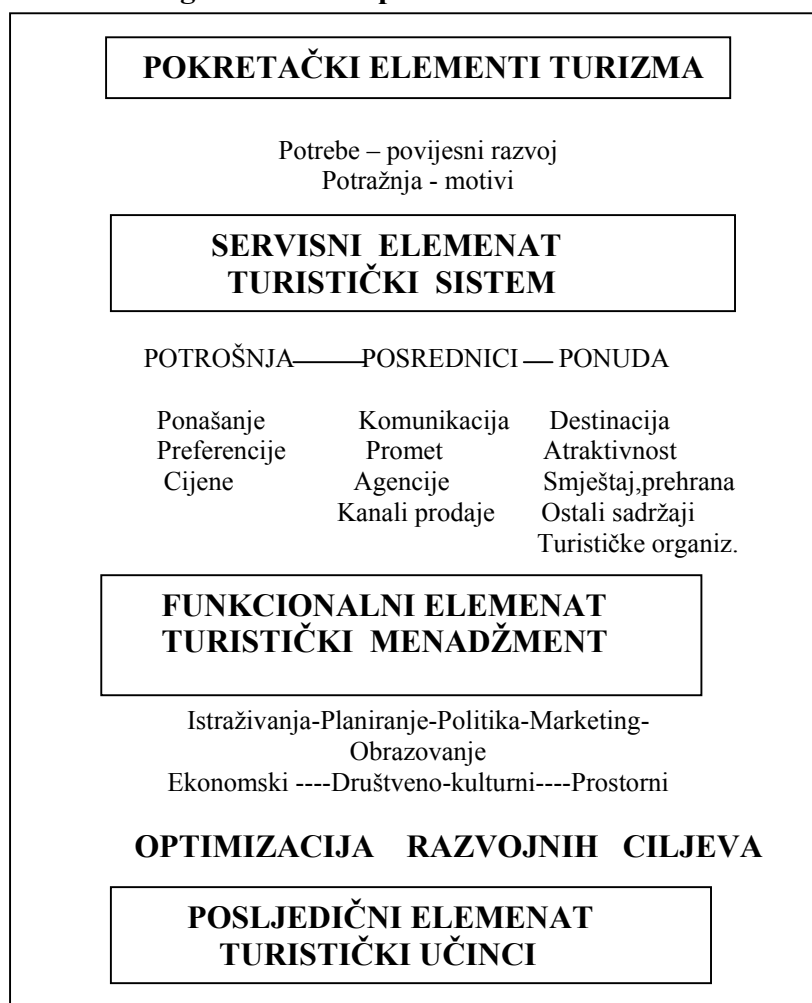 POKRETAČKI ELEMENTI TURIZMA
Potrebe – povijesni razvoj
Potražnja - motivi
SERVISNI ELEMENAT
TURISTIČKI SISTEM
POTROŠNJA——POSREDNICI — PONUDA
Ponašanje Komunikacija Destinacija
Preferencije Promet Atraktivnost
Cijene Agencije Smještaj,prehrana
Kanali prodaje Ostali sadržaji
Turističke organiz.
FUNKCIONALNI ELEMENAT
TURISTIČKI MENADŽMENT
Istraživanja-Planiranje-Politika-Marketing-
Obrazovanje
Ekonomski ----Društveno-kulturni----Prostorni
OPTIMIZACIJA RAZVOJNIH CILJEVA
POSLJEDIČNI ELEMENAT
TURISTIČKI UČINCI